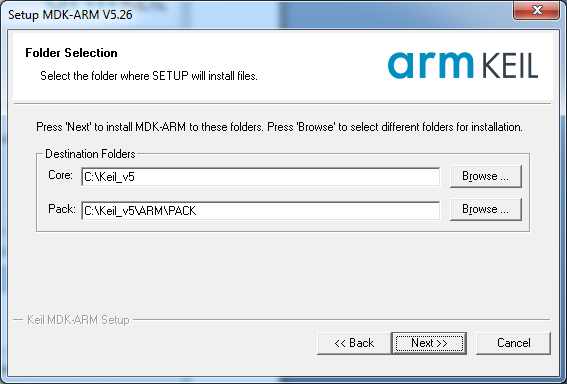 Setup MDK-ARM V5.26
Folder Selection
Select the folder where SETUP will install files.
arm KEIL
Press 'Next' to install MDK-ARM to these folders. Press 'Browse' to select different folders for installation.
Destination Folders
Core: C:\Keil_v5 Browse ...
Pack: C:\Keil_v5\ARM\PACK Browse ...
Keil MDK-ARM Setup
<< Back Next >> Cancel